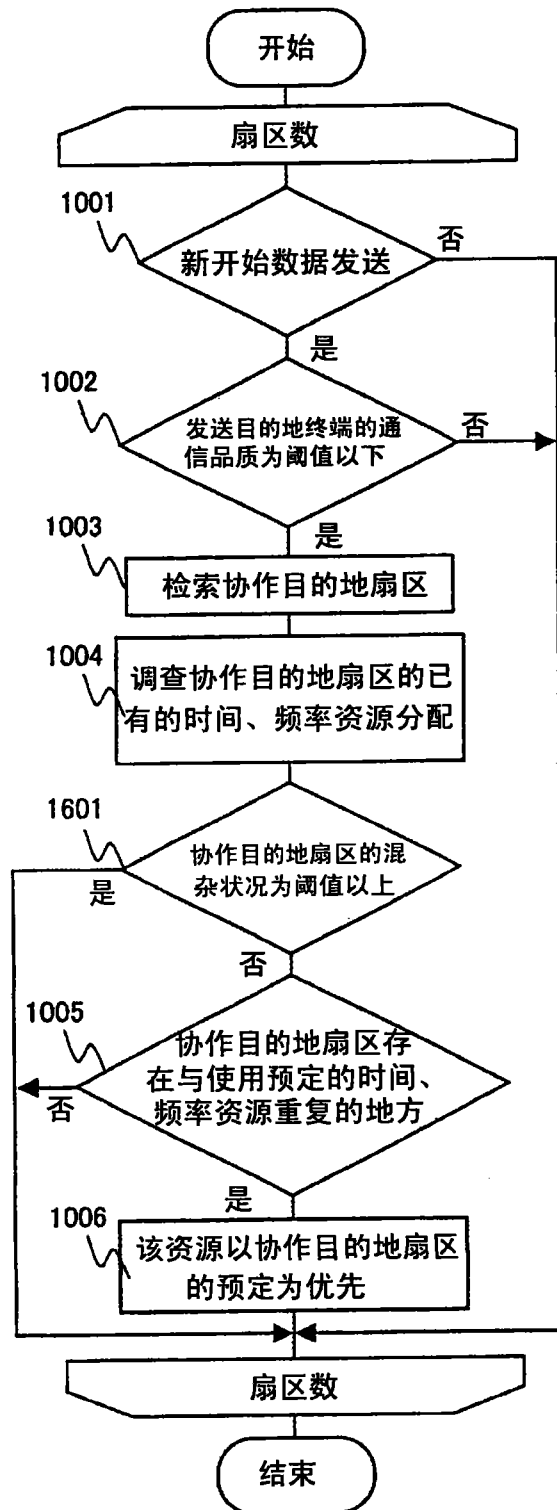 开始
扇区数
1001
新开始数据发送
否
是
1002
发送目的地终端的通
信品质为阈值以下
否
是
1003
检索协作目的地扇区
1004
调查协作目的地扇区的已
有的时间、频率资源分配
1601
协作目的地扇区的混
杂状况为阈值以上
是
否
1005
协作目的地扇区存
在与使用预定的时间、
频率资源重复的地方
否
是
1006
该资源以协作目的地扇区
的预定为优先
扇区数
结束